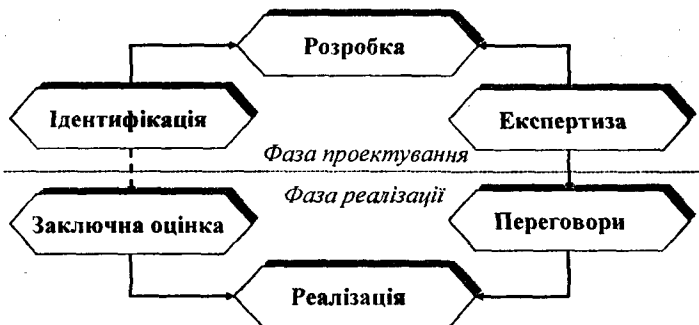 Розробка
Ідентифікація
Експертиза
Фаза проектування
Фаза реалізації
Заключна оцінка
Переговори
Реалізація